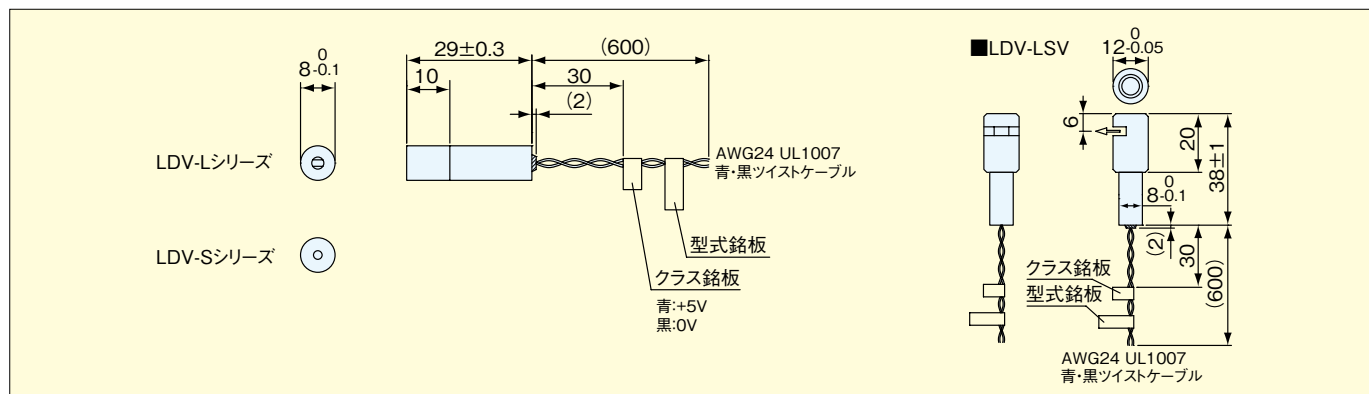 0
8-0.1
29±0.3
(600)
10
30
(2)
LDV-Lシリーズ
AWG24 UL1007
青・黒ツイストケーブル
LDV-Sシリーズ
型式銘板
クラス銘板
青:+5V
黒:0V
■LDV-LSV
0
12-0.05
6
20
38±1
0
8-0.1
(2)
30
(600)
クラス銘板
型式銘板
AWG24 UL1007
青・黒ツイストケーブル